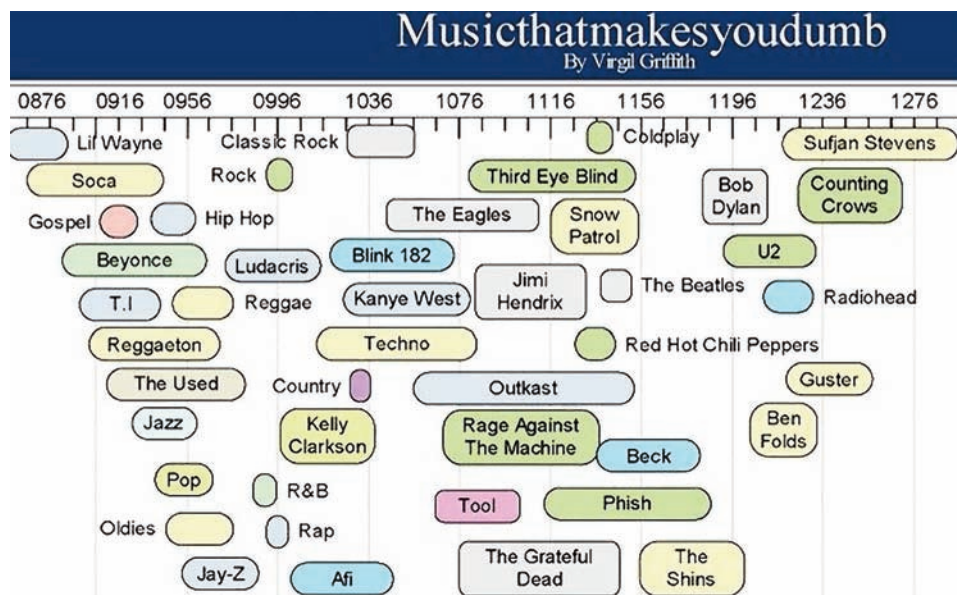 Musicthatmakesyoudumb
By Virgil Griffith
0876 0916 0956 0996 1036 1076 1116 1156 1196 1236 1276
Lil Wayne
Classic Rock
Coldplay
Sufjan Stevens
Soca
Rock
Third Eye Blind
Bob
Dylan
Counting
Crows
Gospel
Hip Hop
The Eagles
Snow
Patrol
Beyonce
Ludacris
Blink 182
U2
T.I
Reggae
Kanye West
Jimi
Hendrix
The Beatles
Radiohead
Reggaeton
Techno
Red Hot Chili Peppers
The Used
Country
Outkast
Guster
Jazz
Kelly
Clarkson
Rage Against
The Machine
Beck
Ben
Folds
Pop
R&B
Tool
Phish
Oldies
Rap
Jay-Z
Afi
The Grateful
Dead
The
Shins